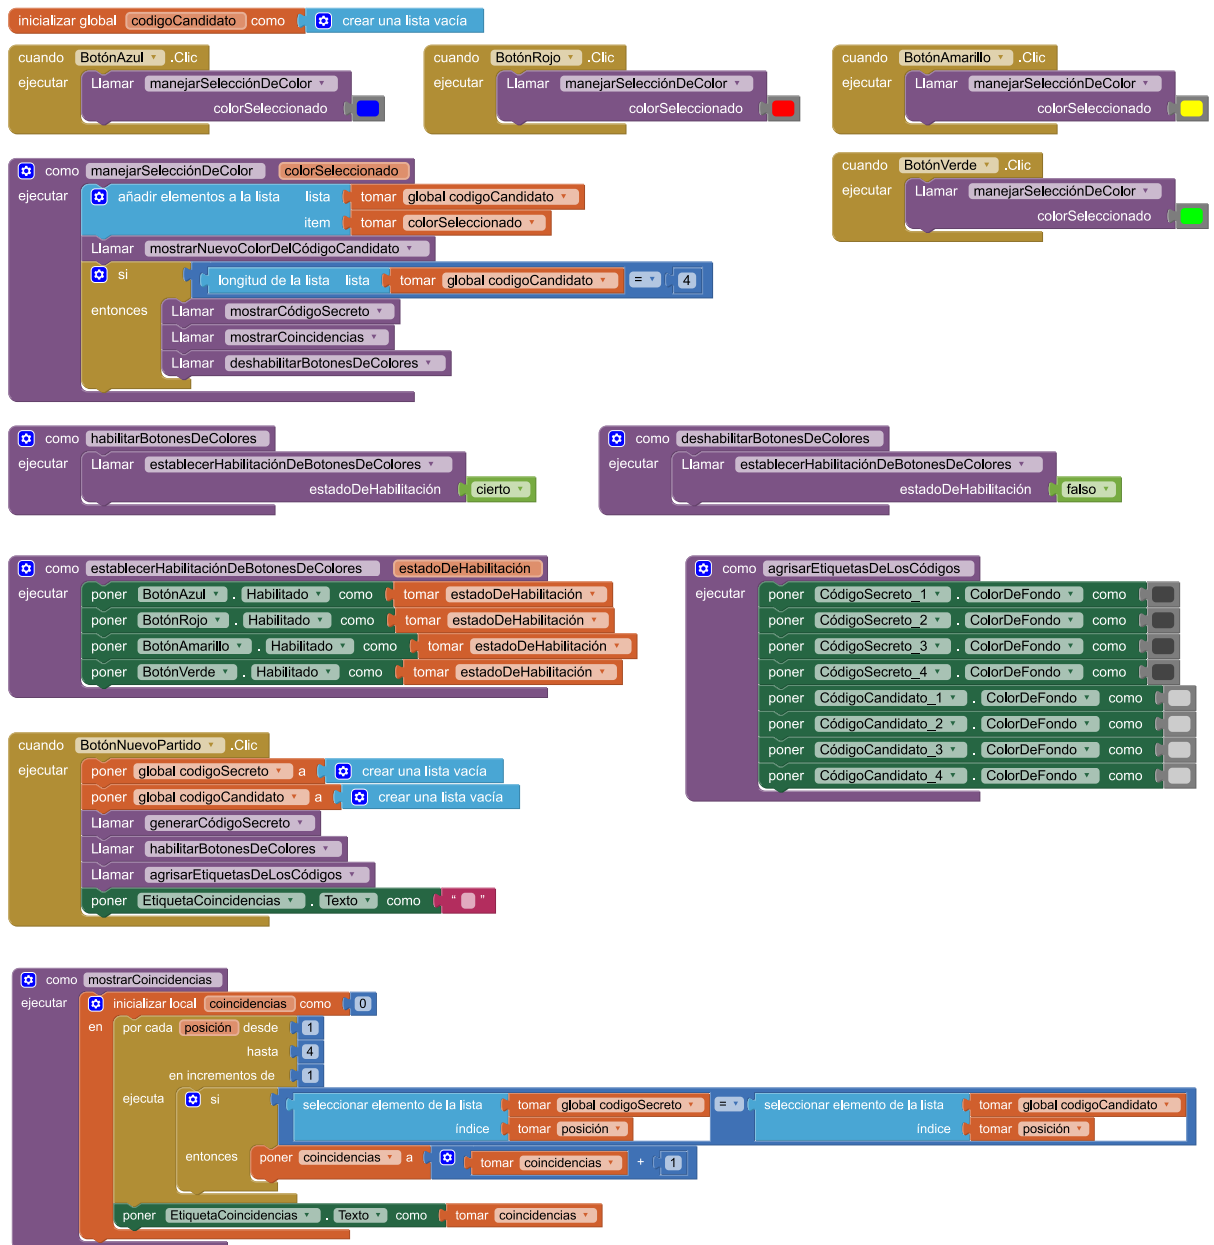 inicializar global codigoCandidato como crear una lista vacía
cuando BotónAzul .Clic
ejecutar Llamar manejarSelecciónDeColor
colorSeleccionado
cuando BotónRojo .Clic
ejecutar Llamar manejarSelecciónDeColor
colorSeleccionado
cuando BotónAmarillo .Clic
ejecutar Llamar manejarSelecciónDeColor
colorSeleccionado
como manejarSelecciónDeColor colorSeleccionado
ejecutar añadir elementos a la lista lista tomar global codigoCandidato
item tomar colorSeleccionado
Llamar mostrarNuevoColorDelCódigoCandidato
si longitud de la lista lista tomar global codigoCandidato = 4
entonces Llamar mostrarCódigoSecreto
Llamar mostrarCoincidencias
Llamar deshabilitarBotonesDeColores
cuando BotónVerde .Clic
ejecutar Llamar manejarSelecciónDeColor
colorSeleccionado
como habilitarBotonesDeColores
ejecutar Llamar establecerHabilitaciónDeBotonesDeColores
estadoDeHabilitación cierto
como deshabilitarBotonesDeColores
ejecutar Llamar establecerHabilitaciónDeBotonesDeColores
estadoDeHabilitación falso
como establecerHabilitaciónDeBotonesDeColores estadoDeHabilitación
ejecutar poner BotónAzul . Habilitado como tomar estadoDeHabilitación
poner BotónRojo . Habilitado como tomar estadoDeHabilitación
poner BotónAmarillo . Habilitado como tomar estadoDeHabilitación
poner BotónVerde . Habilitado como tomar estadoDeHabilitación
como agrisarEtiquetasDeLosCódigos
ejecutar poner CódigoSecreto_1 . ColorDeFondo como
poner CódigoSecreto_2 . ColorDeFondo como
poner CódigoSecreto_3 . ColorDeFondo como
poner CódigoSecreto_4 . ColorDeFondo como
poner CódigoCandidato_1 . ColorDeFondo como
poner CódigoCandidato_2 . ColorDeFondo como
poner CódigoCandidato_3 . ColorDeFondo como
poner CódigoCandidato_4 . ColorDeFondo como
cuando BotónNuevoPartido .Clic
ejecutar poner global codigoSecreto a crear una lista vacía
poner global codigoCandidato a crear una lista vacía
Llamar generarCódigoSecreto
Llamar habilitarBotonesDeColores
Llamar agrisarEtiquetasDeLosCódigos
poner EtiquetaCoincidencias . Texto como “ ”
como mostrarCoincidencias
ejecutar inicializar local coincidencias como 0
en por cada posición desde 1
hasta 4
en incrementos de 1
ejecuta si seleccionar elemento de la lista tomar global codigoSecreto = seleccionar elemento de la lista tomar global codigoCandidato
índice tomar posición índice tomar posición
entonces poner coincidencias a tomar coincidencias + 1
poner EtiquetaCoincidencias . Texto como tomar coincidencias